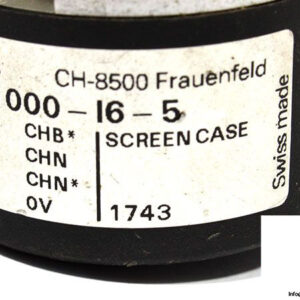 CH-8500 Frauenfeld
000-I6-5
CHB* SCREEN CASE
CHN
CHN*
0V 1743
Swiss made